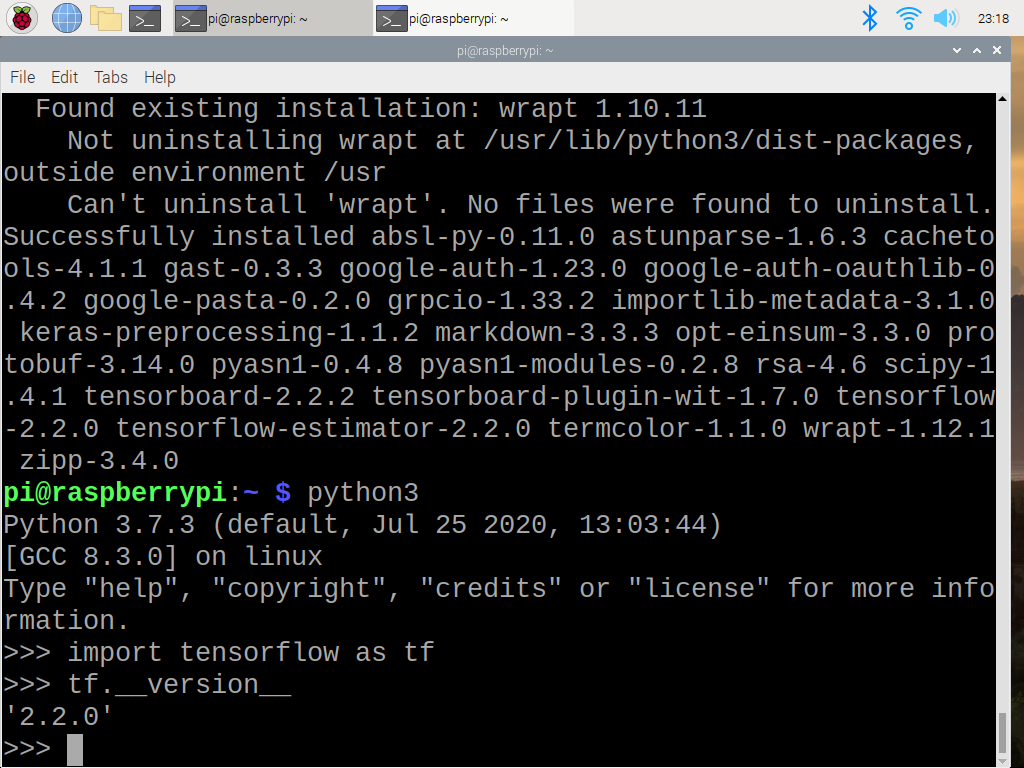 pi@raspberrypi: ~
pi@raspberrypi: ~
23:18
pi@raspberrypi: ~
File Edit Tabs Help
Found existing installation: wrapt 1.10.11
Not uninstalling wrapt at /usr/lib/python3/dist-packages,
outside environment /usr
Can't uninstall 'wrapt'. No files were found to uninstall.
Successfully installed absl-py-0.11.0 astunparse-1.6.3 cacheto
ols-4.1.1 gast-0.3.3 google-auth-1.23.0 google-auth-oauthlib-0
.4.2 google-pasta-0.2.0 grpcio-1.33.2 importlib-metadata-3.1.0
keras-preprocessing-1.1.2 markdown-3.3.3 opt-einsum-3.3.0 pro
tobuf-3.14.0 pyasn1-0.4.8 pyasn1-modules-0.2.8 rsa-4.6 scipy-1
.4.1 tensorboard-2.2.2 tensorboard-plugin-wit-1.7.0 tensorflow
-2.2.0 tensorflow-estimator-2.2.0 termcolor-1.1.0 wrapt-1.12.1
zipp-3.4.0
pi@raspberrypi:~ $ python3
Python 3.7.3 (default, Jul 25 2020, 13:03:44)
[GCC 8.3.0] on linux
Type "help", "copyright", "credits" or "license" for more info
rmation.
>>> import tensorflow as tf
>>> tf.__version__
'2.2.0'
>>>